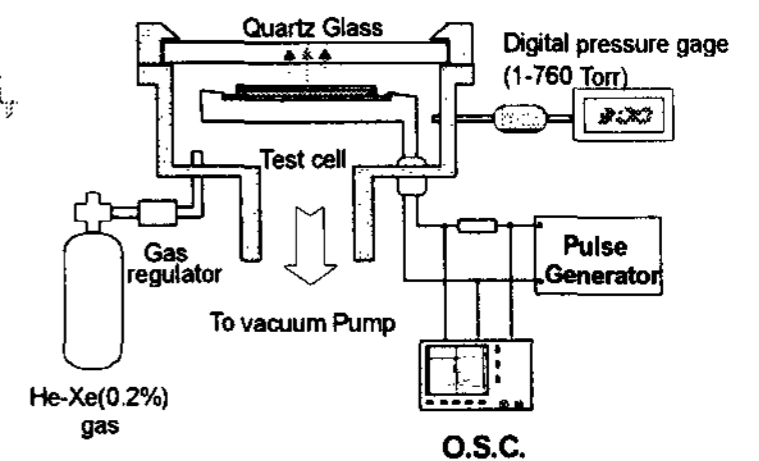 Quartz Glass
Digital pressure gage
(1-760 Torr)
Test cell
Gas
regulator
Pulse
Generator
To vacuum Pump
He-Xe(0.2%)
gas
O.S.C.